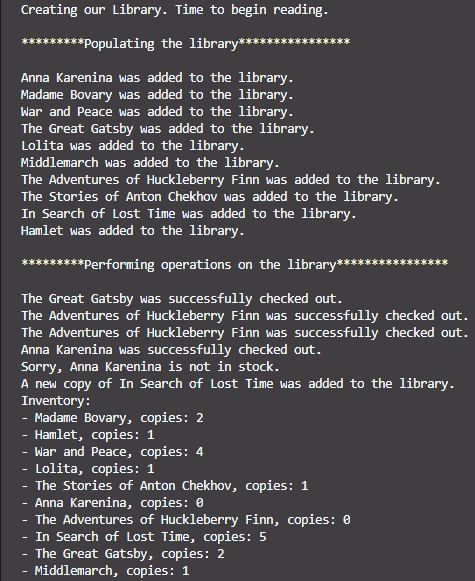 Creating our Library. Time to begin reading.
*********Populating the library****************
Anna Karenina was added to the library.
Madame Bovary was added to the library.
War and Peace was added to the library.
The Great Gatsby was added to the library.
Lolita was added to the library.
Middlemarch was added to the library.
The Adventures of Huckleberry Finn was added to the library.
The Stories of Anton Chekhov was added to the library.
In Search of Lost Time was added to the library.
Hamlet was added to the library.
*********Performing operations on the library****************
The Great Gatsby was successfully checked out.
The Adventures of Huckleberry Finn was successfully checked out.
The Adventures of Huckleberry Finn was successfully checked out.
Anna Karenina was successfully checked out.
Sorry, Anna Karenina is not in stock.
A new copy of In Search of Lost Time was added to the library.
Inventory:
- Madame Bovary, copies: 2
- Hamlet, copies: 1
- War and Peace, copies: 4
- Lolita, copies: 1
- The Stories of Anton Chekhov, copies: 1
- Anna Karenina, copies: 0
- The Adventures of Huckleberry Finn, copies: 0
- In Search of Lost Time, copies: 5
- The Great Gatsby, copies: 2
- Middlemarch, copies: 1